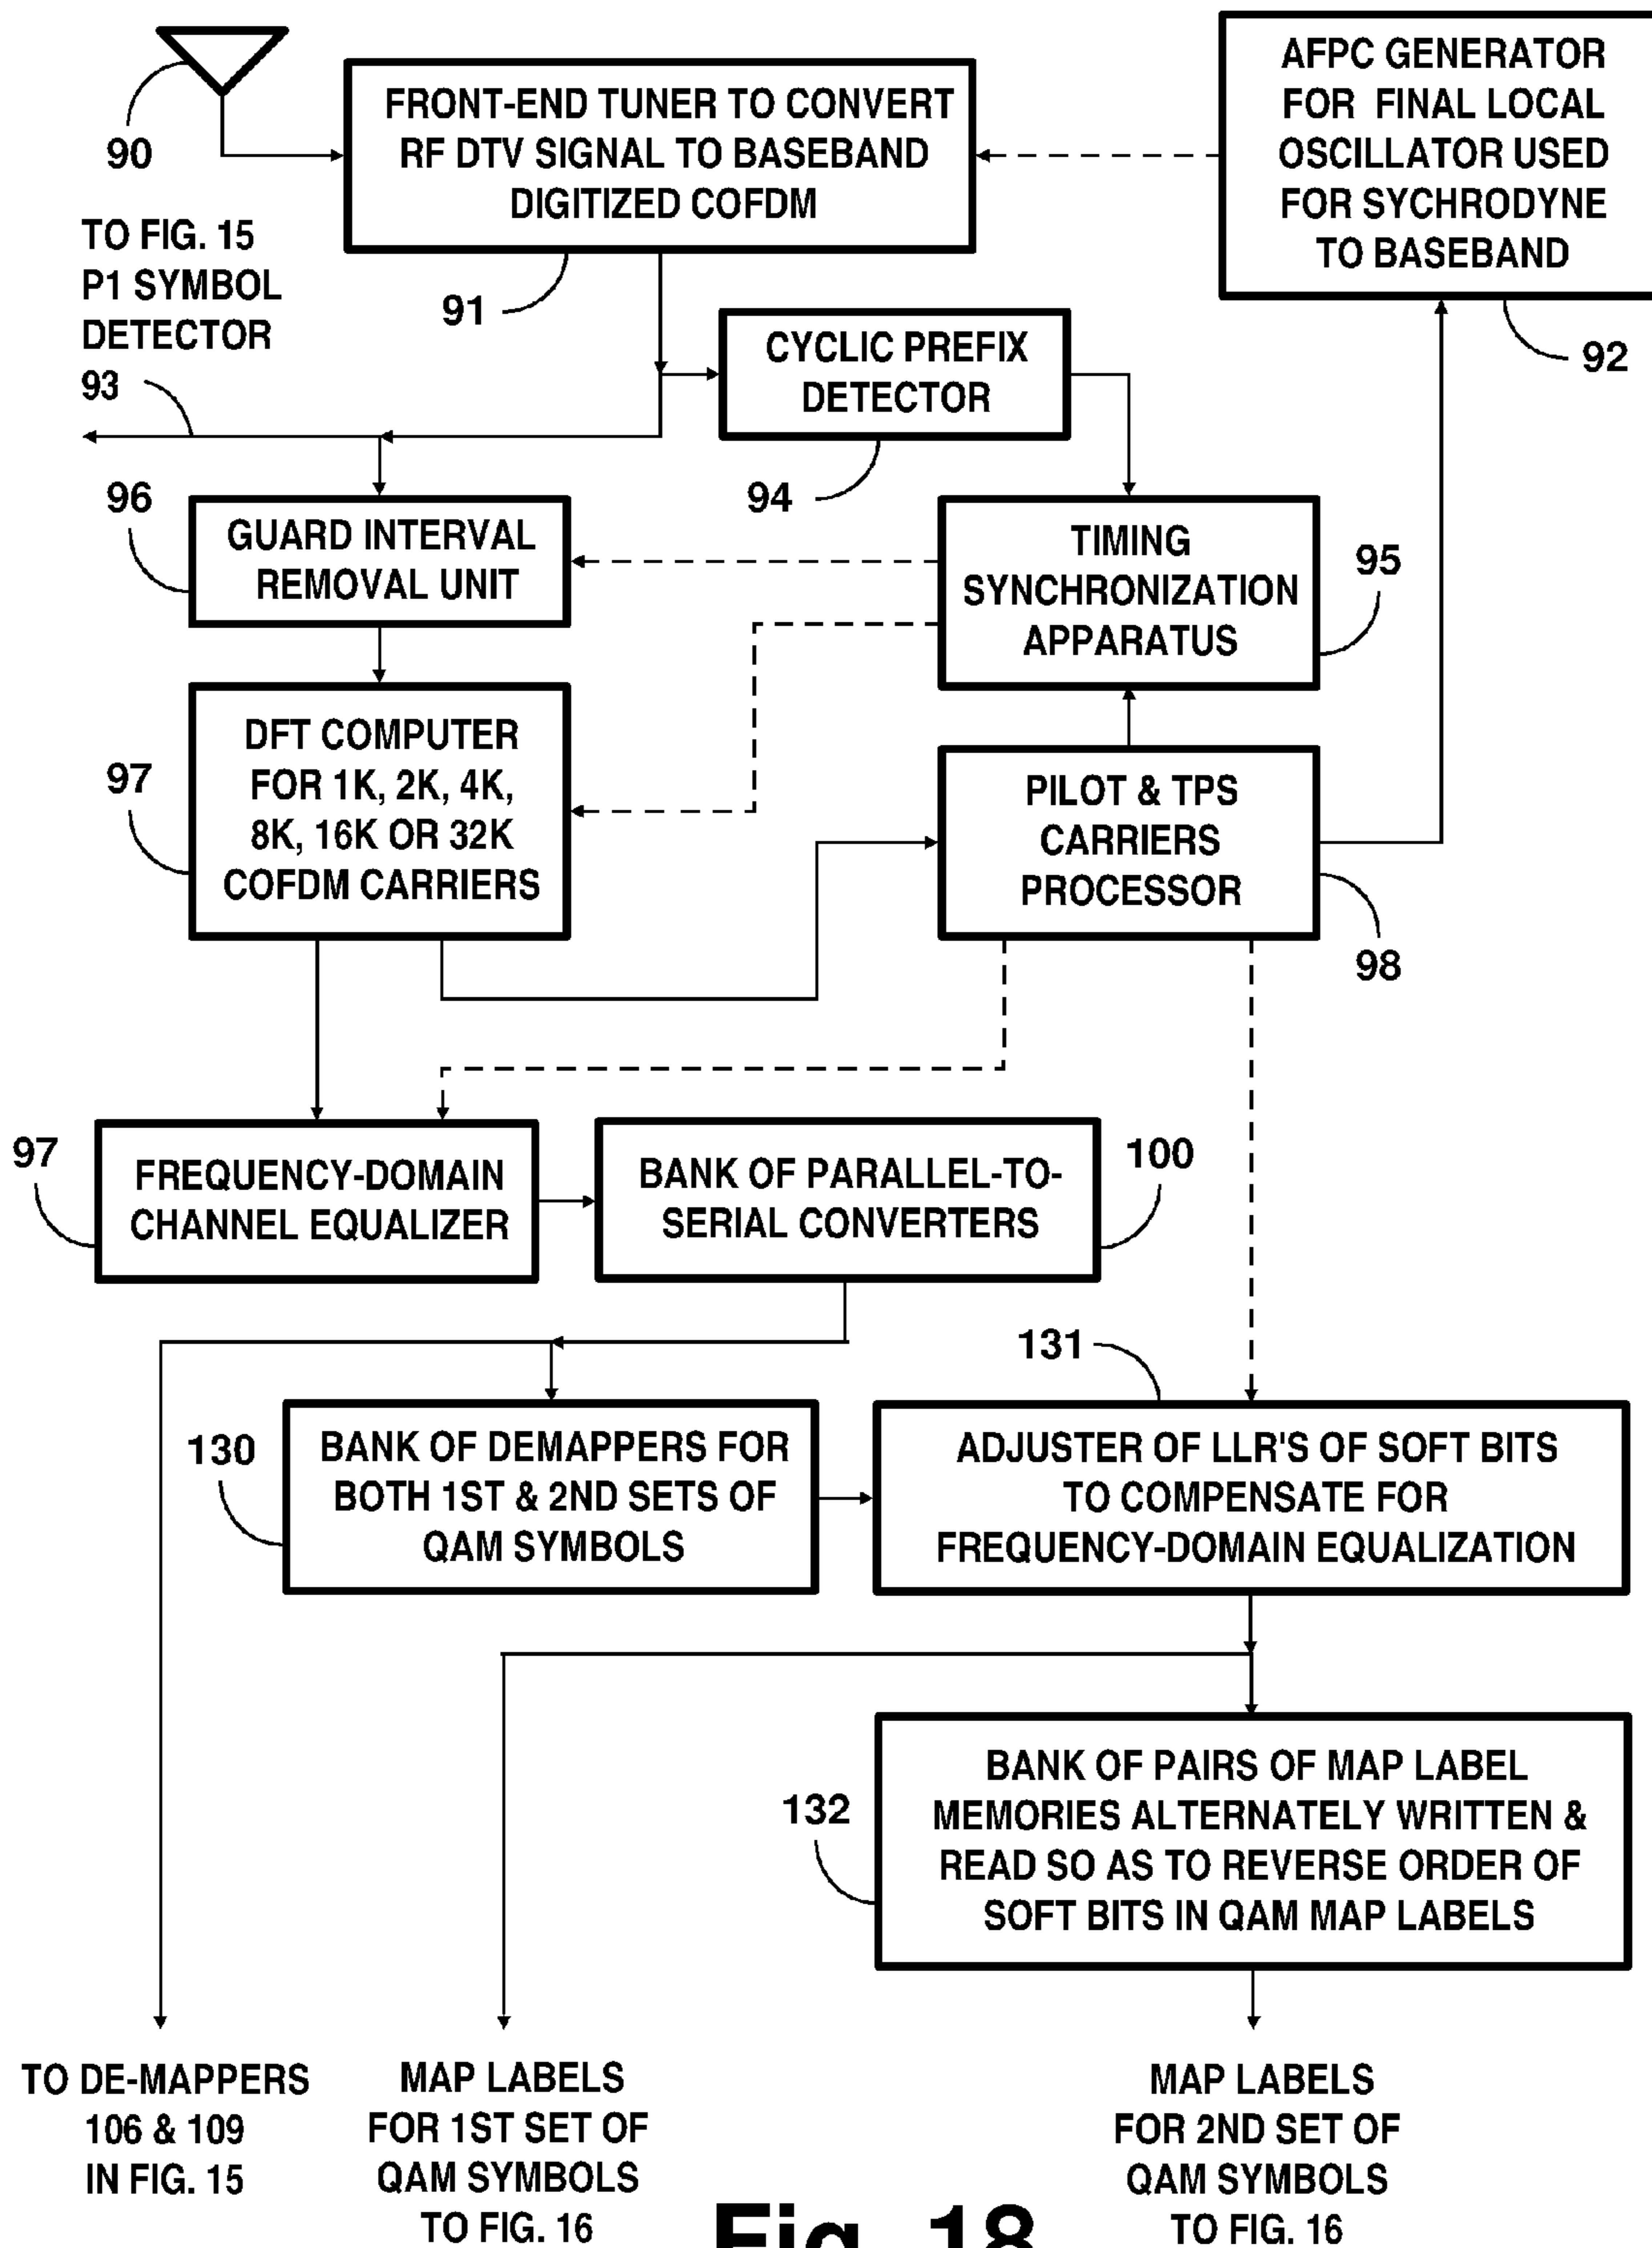 90
FRONT-END TUNER TO CONVERT
RF DTV SIGNAL TO BASEBAND
DIGITIZED COFDM
91
AFPC GENERATOR
FOR FINAL LOCAL
OSCILLATOR USED
FOR SYCHRODYNE
TO BASEBAND
92
TO FIG. 15
P1 SYMBOL
DETECTOR
93
CYCLIC PREFIX
DETECTOR
94
96
GUARD INTERVAL
REMOVAL UNIT
TIMING
SYNCHRONIZATION
APPARATUS
95
97
DFT COMPUTER
FOR 1K, 2K, 4K,
8K, 16K OR 32K
COFDM CARRIERS
PILOT & TPS
CARRIERS
PROCESSOR
98
97
FREQUENCY-DOMAIN
CHANNEL EQUALIZER
BANK OF PARALLEL-TO-
SERIAL CONVERTERS
100
130
BANK OF DEMAPPERS FOR
BOTH 1ST & 2ND SETS OF
QAM SYMBOLS
131
ADJUSTER OF LLR'S OF SOFT BITS
TO COMPENSATE FOR
FREQUENCY-DOMAIN EQUALIZATION
132
BANK OF PAIRS OF MAP LABEL
MEMORIES ALTERNATELY WRITTEN &
READ SO AS TO REVERSE ORDER OF
SOFT BITS IN QAM MAP LABELS
TO DE-MAPPERS
106 & 109
IN FIG. 15
MAP LABELS
FOR 1ST SET OF
QAM SYMBOLS
TO FIG. 16
MAP LABELS
FOR 2ND SET OF
QAM SYMBOLS
TO FIG. 16
Fig. 18